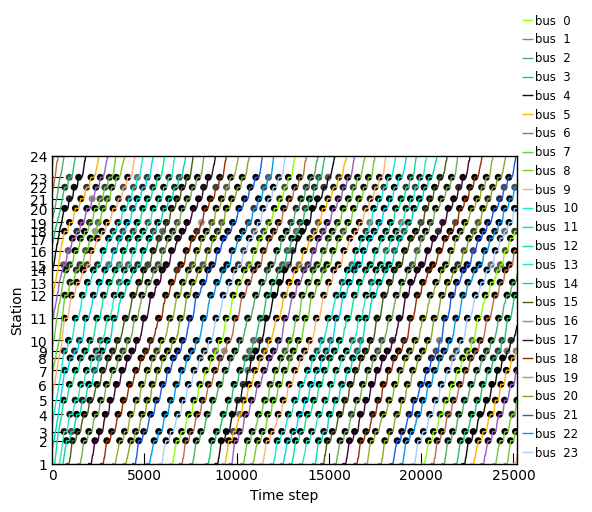 bus 0
bus 1
bus 2
bus 3
bus 4
bus 5
bus 6
bus 7
bus 8
bus 9
bus 10
bus 11
bus 12
bus 13
bus 14
bus 15
bus 16
bus 17
bus 18
bus 19
bus 20
bus 21
bus 22
bus 23
24
23
22
21
20
19
18
17
16
15
14
13
12
11
10
9
8
7
6
5
4
3
2
1
Station
0 5000 10000 15000 20000 25000
Time step